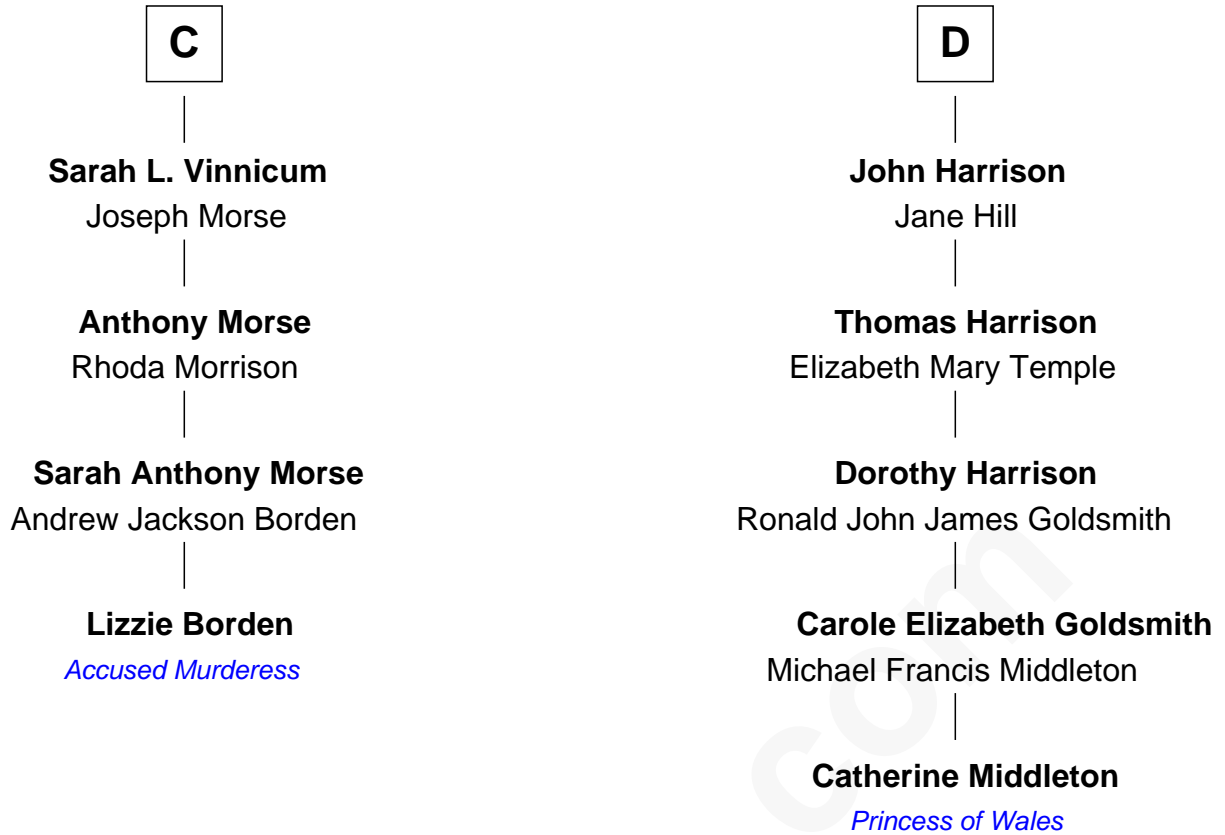 C
Sarah L. Vinnicum
Joseph Morse
Anthony Morse
Rhoda Morrison
Sarah Anthony Morse
Andrew Jackson Borden
Lizzie Borden
Accused Murderess
D
John Harrison
Jane Hill
Thomas Harrison
Elizabeth Mary Temple
Dorothy Harrison
Ronald John James Goldsmith
Carole Elizabeth Goldsmith
Michael Francis Middleton
Catherine Middleton
Princess of Wales
com